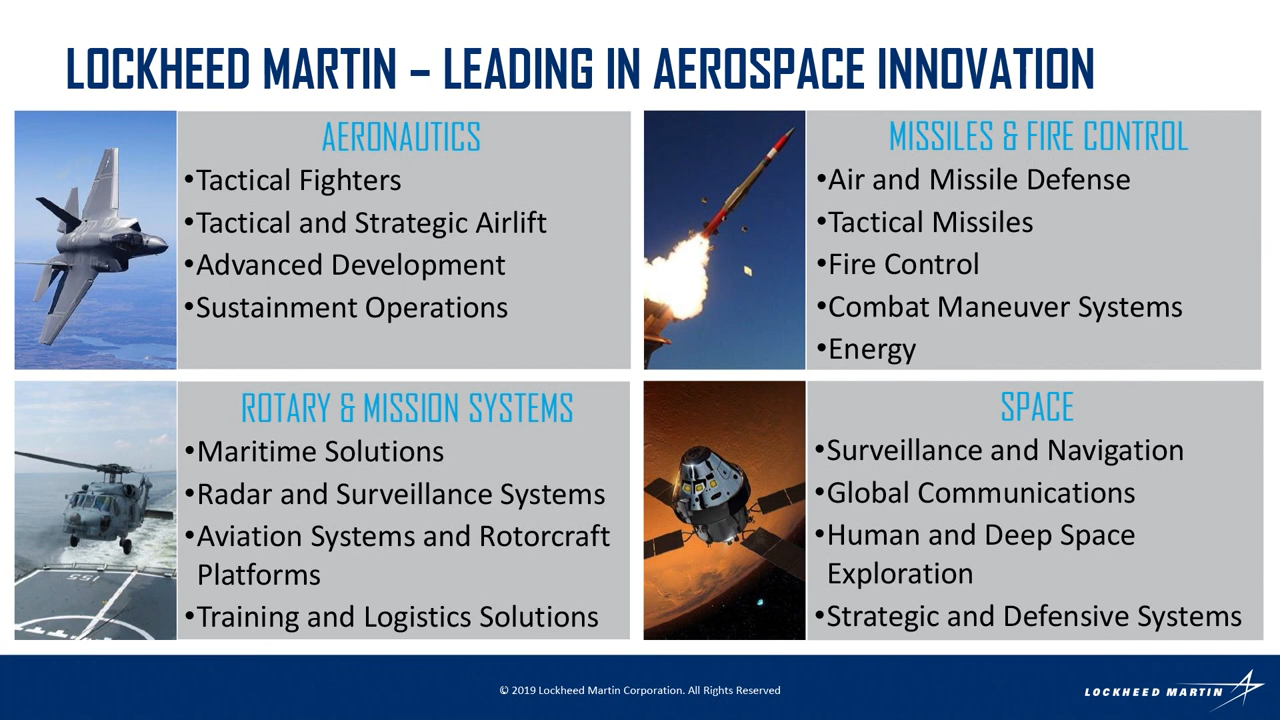 LOCKHEED MARTIN – LEADING IN AEROSPACE INNOVATION
AERONAUTICS
•Tactical Fighters
•Tactical and Strategic Airlift
•Advanced Development
•Sustainment Operations
MISSILES & FIRE CONTROL
•Air and Missile Defense
•Tactical Missiles
•Fire Control
•Combat Maneuver Systems
•Energy
ROTARY & MISSION SYSTEMS
•Maritime Solutions
•Radar and Surveillance Systems
•Aviation Systems and Rotorcraft
Platforms
•Training and Logistics Solutions
155
SPACE
•Surveillance and Navigation
•Global Communications
•Human and Deep Space
Exploration
•Strategic and Defensive Systems
© 2019 Lockheed Martin Corporation. All Rights Reserved
LOCKHEED MARTIN